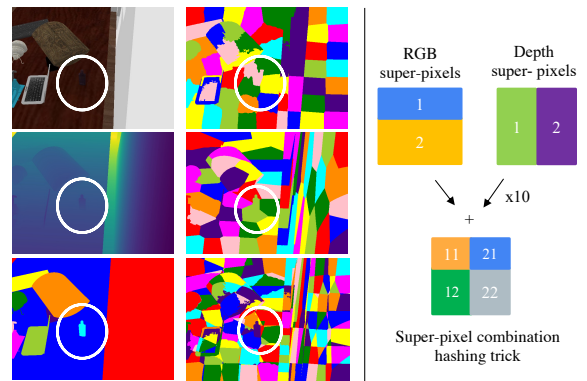 RGB
super-pixels
Depth
super- pixels
1
2
1
2
x10
+
11
21
12
22
Super-pixel combination
hashing trick